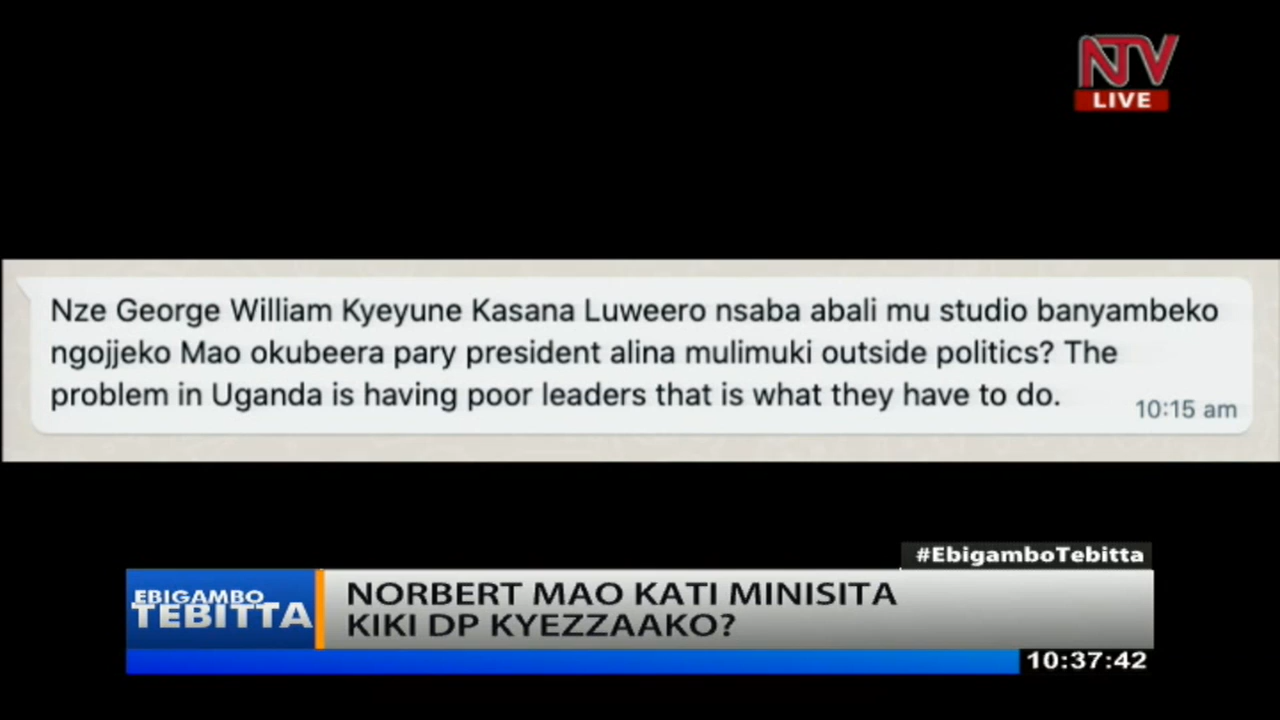 NTV
LIVE
Nze George William Kyeyune Kasana Luweero nsaba abali mu studio banyambeko
ngojjeko Mao okubeera pary president alina mulimuki outside politics? The
problem in Uganda is having poor leaders that is what they have to do.
10:15 am
#EbigamboTebitta
EBIGAMBO
TEBITTA
NORBERT MAO KATI MINISITA
KIKI DP KYEZZAAKO?
10:37:42